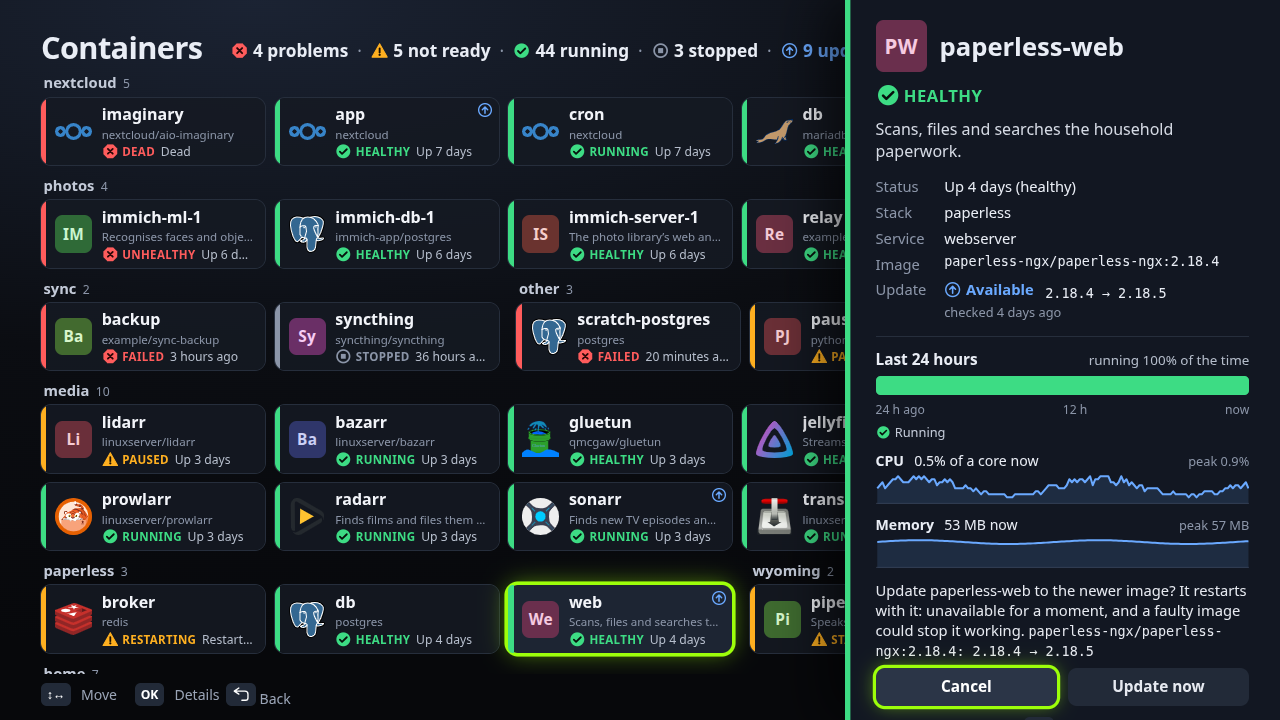 Containers
4 problems · 5 not ready · 44 running · 3 stopped · 9
nextcloud 5
imaginary
nextcloud/aio-imaginary
DEAD Dead
app
nextcloud
HEALTHY Up 7 days
cron
nextcloud
RUNNING Up 7 days
db
photos 4
IM
immich-ml-1
Recognises faces and obje...
UNHEALTHY Up 6 d...
immich-db-1
immich-app/postgres
HEALTHY Up 6 days
IS
immich-server-1
The photo library's web an...
HEALTHY Up 6 days
Re
relay
sync 2
Ba
backup
example/sync-backup
FAILED 3 hours ago
Sy
syncthing
syncthing/syncthing
STOPPED 36 hours a...
other 3
scratch-postgres
postgres
FAILED 20 minutes a...
PJ
media 10
Li
lidarr
linuxserver/lidarr
PAUSED Up 3 days
Ba
bazarr
linuxserver/bazarr
RUNNING Up 3 days
gluetun
qmcgaw/gluetun
HEALTHY Up 3 days
Streams
prowlarr
linuxserver/prowlarr
RUNNING Up 3 days
radarr
Finds films and files them ...
RUNNING Up 3 days
sonarr
Finds new TV episodes an...
RUNNING Up 3 days
paperless 3
broker
redis
RESTARTING Restart...
db
postgres
HEALTHY Up 4 days
We
web
Scans, files and searches t...
HEALTHY Up 4 days
wyoming 2
Pi
Move OK Details Back
PW
paperless-web
HEALTHY
Scans, files and searches the household
paperwork.
Status Up 4 days (healthy)
Stack paperless
Service webserver
Image paperless-ngx/paperless-ngx:2.18.4
Update Available 2.18.4 → 2.18.5
checked 4 days ago
Last 24 hours running 100% of the time
24 h ago 12 h now
Running
CPU 0.5% of a core now peak 0.9%
Memory 53 MB now peak 57 MB
Update paperless-web to the newer image? It restarts
with it: unavailable for a moment, and a faulty image
could stop it working. paperless-ngx/paperless-
ngx:2.18.4: 2.18.4 → 2.18.5
Cancel Update now